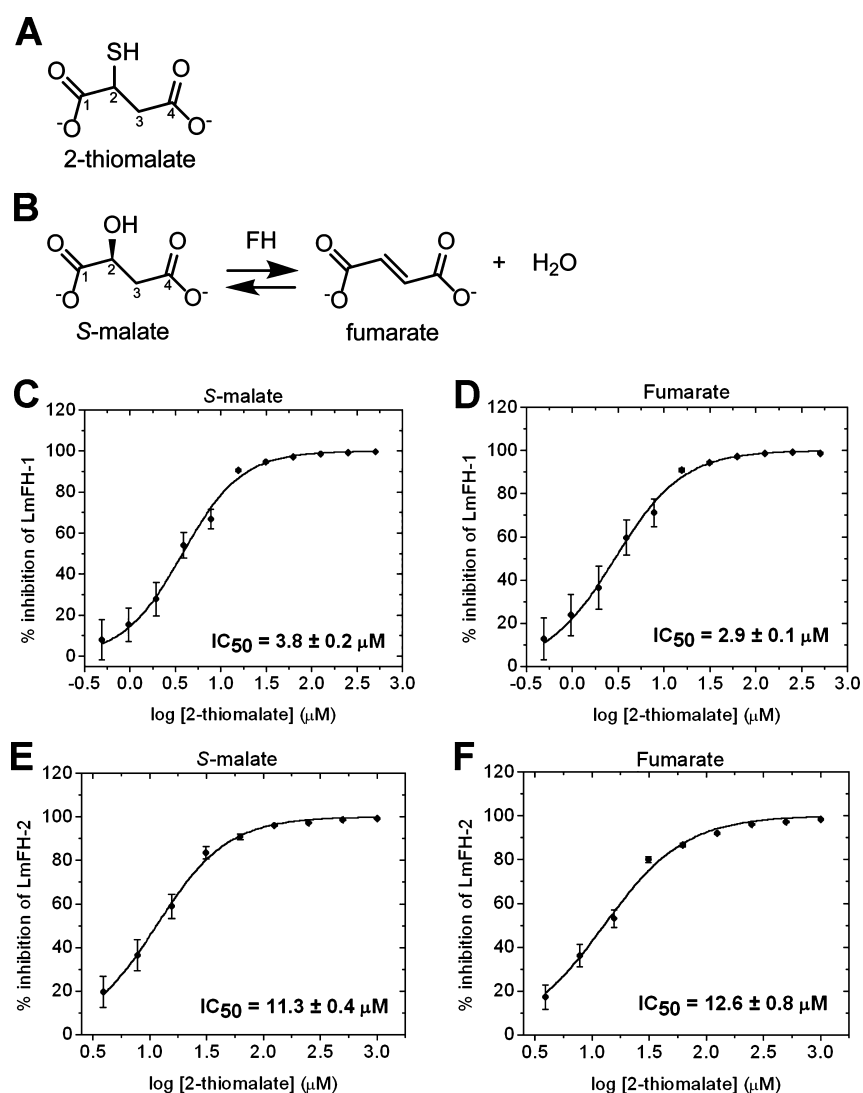 A
SH
O
O
1
2
3
4
-O
O-
2-thiomalate
B
OH
O
O
1
2
3
4
-O
O-
S-malate
FH
O
O
-O
O-
fumarate
+
H2O
C
S-malate
120
100
80
60
40
20
0
% inhibition of LmFH-1
IC50 = 3.8 ± 0.2 µM
-0.5 0.0 0.5 1.0 1.5 2.0 2.5 3.0
log [2-thiomalate] (µM)
D
Fumarate
120
100
80
60
40
20
0
% inhibition of LmFH-1
IC50 = 2.9 ± 0.1 µM
-0.5 0.0 0.5 1.0 1.5 2.0 2.5 3.0
log [2-thiomalate] (µM)
E
S-malate
120
100
80
60
40
20
0
% inhibition of LmFH-2
IC50 = 11.3 ± 0.4 µM
0.5 1.0 1.5 2.0 2.5 3.0
log [2-thiomalate] (µM)
F
Fumarate
120
100
80
60
40
20
0
% inhibition of LmFH-2
IC50 = 12.6 ± 0.8 µM
0.5 1.0 1.5 2.0 2.5 3.0
log [2-thiomalate] (µM)